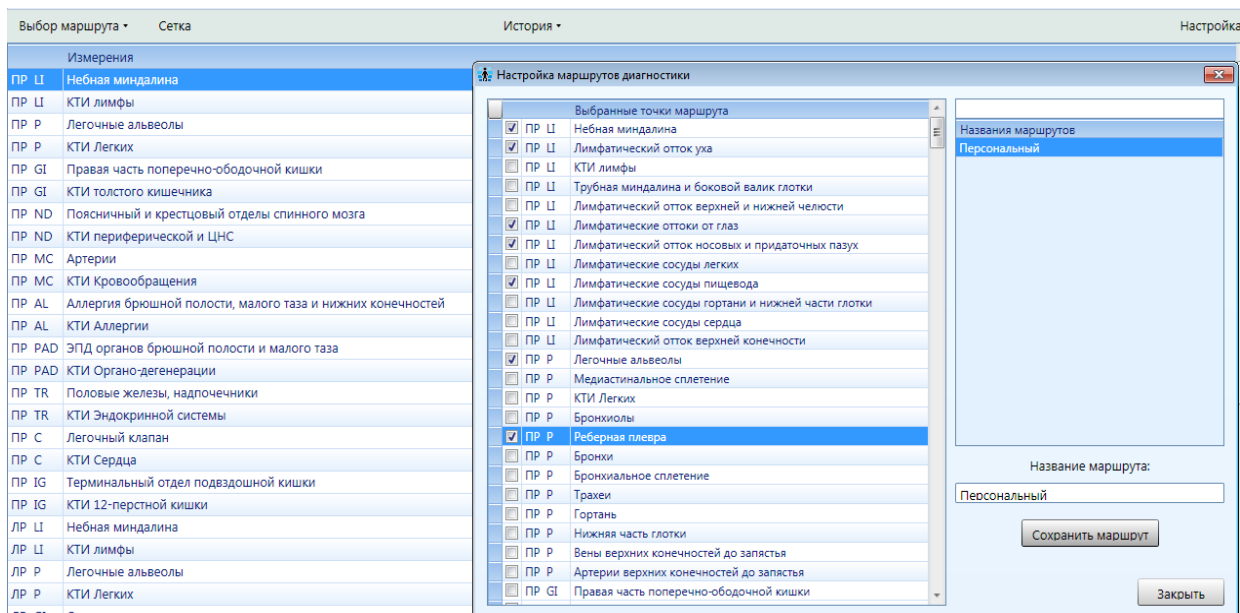 Выбор маршрута Сетка История Настройка
Измерения
ПР LI Небная миндалина
ПР LI КТИ лимфы
ПР P Легочные альвеолы
ПР P КТИ Легких
ПР GI Правая часть поперечно-ободочной кишки
ПР GI КТИ толстого кишечника
ПР ND Поясничный и крестцовый отделы спинного мозга
ПР ND КТИ периферической и ЦНС
ПР MC Артерии
ПР MC КТИ Кровообращения
ПР AL Аллергия брюшной полости, малого таза и нижних конечностей
ПР AL КТИ Аллергии
ПР PAD ЭПД органов брюшной полости и малого таза
ПР PAD КТИ Органо-дегенерации
ПР TR Половые железы, надпочечники
ПР TR КТИ Эндокринной системы
ПР C Легочный клапан
ПР C КТИ Сердца
ПР IG Терминальный отдел подвздошной кишки
ПР IG КТИ 12-перстной кишки
ЛР LI Небная миндалина
ЛР LI КТИ лимфы
ЛР P Легочные альвеолы
ЛР P КТИ Легких
Настройка маршрутов диагностики
Выбранные точки маршрута
ПР LI Небная миндалина
ПР LI Лимфатический отток уха
ПР LI КТИ лимфы
ПР LI Трубная миндалина и боковой валик глотки
ПР LI Лимфатический отток верхней и нижней челюсти
ПР LI Лимфатические оттоки от глаз
ПР LI Лимфатический отток носовых и придаточных пазух
ПР LI Лимфатические сосуды легких
ПР LI Лимфатические сосуды пищевода
ПР LI Лимфатические сосуды гортани и нижней части глотки
ПР LI Лимфатические сосуды сердца
ПР LI Лимфатический отток верхней конечности
ПР P Легочные альвеолы
ПР P Медиастинальное сплетение
ПР P КТИ Легких
ПР P Бронхиолы
ПР P Реберная плевра
ПР P Бронхи
ПР P Бронхиальное сплетение
ПР P Трахеи
ПР P Гортань
ПР P Нижняя часть глотки
ПР P Вены верхних конечностей до запястья
ПР P Артерии верхних конечностей до запястья
ПР GI Правая часть поперечно-ободочной кишки
Названия маршрутов
Персональный
Название маршрута:
Персональный
Сохранить маршрут
Закрыть